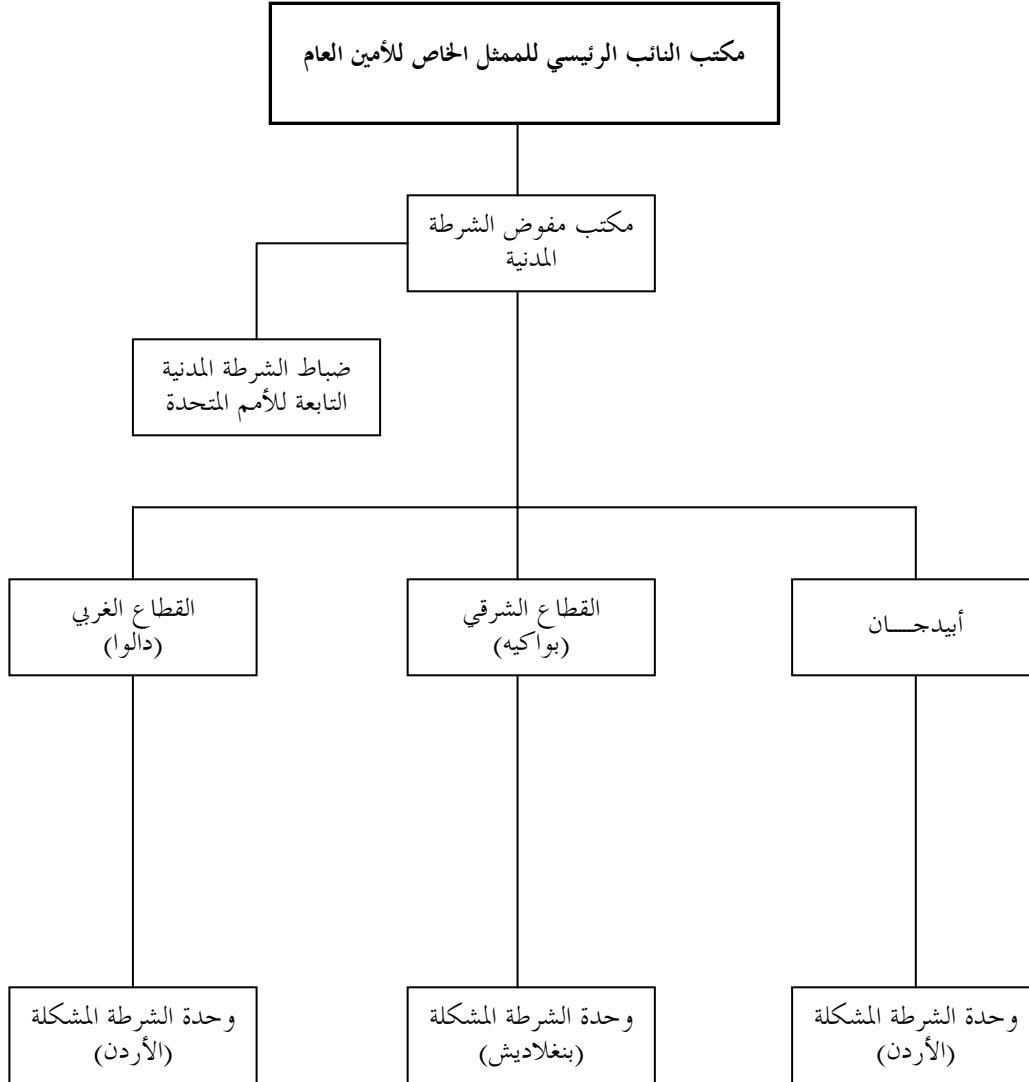 مكتب النائب الرئيسي للممثل الخاص للأمين العام
مكتب مفوض الشرطة
المدنية
ضباط الشرطة المدنية
التابعة للأمم المتحدة
أبيدجـــان
القطاع الشرقي
(بواكيه)
القطاع الغربي
(دالوا)
وحدة الشرطة المشكلة
(الأردن)
وحدة الشرطة المشكلة
(بنغلاديش)
وحدة الشرطة المشكلة
(الأردن)